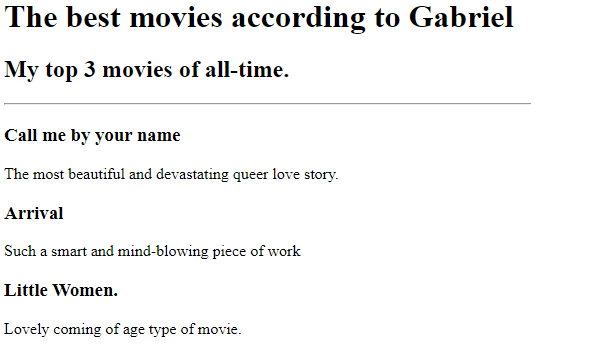 The best movies according to Gabriel
My top 3 movies of all-time.
Call me by your name
The most beautiful and devastating queer love story.
Arrival
Such a smart and mind-blowing piece of work
Little Women.
Lovely coming of age type of movie.